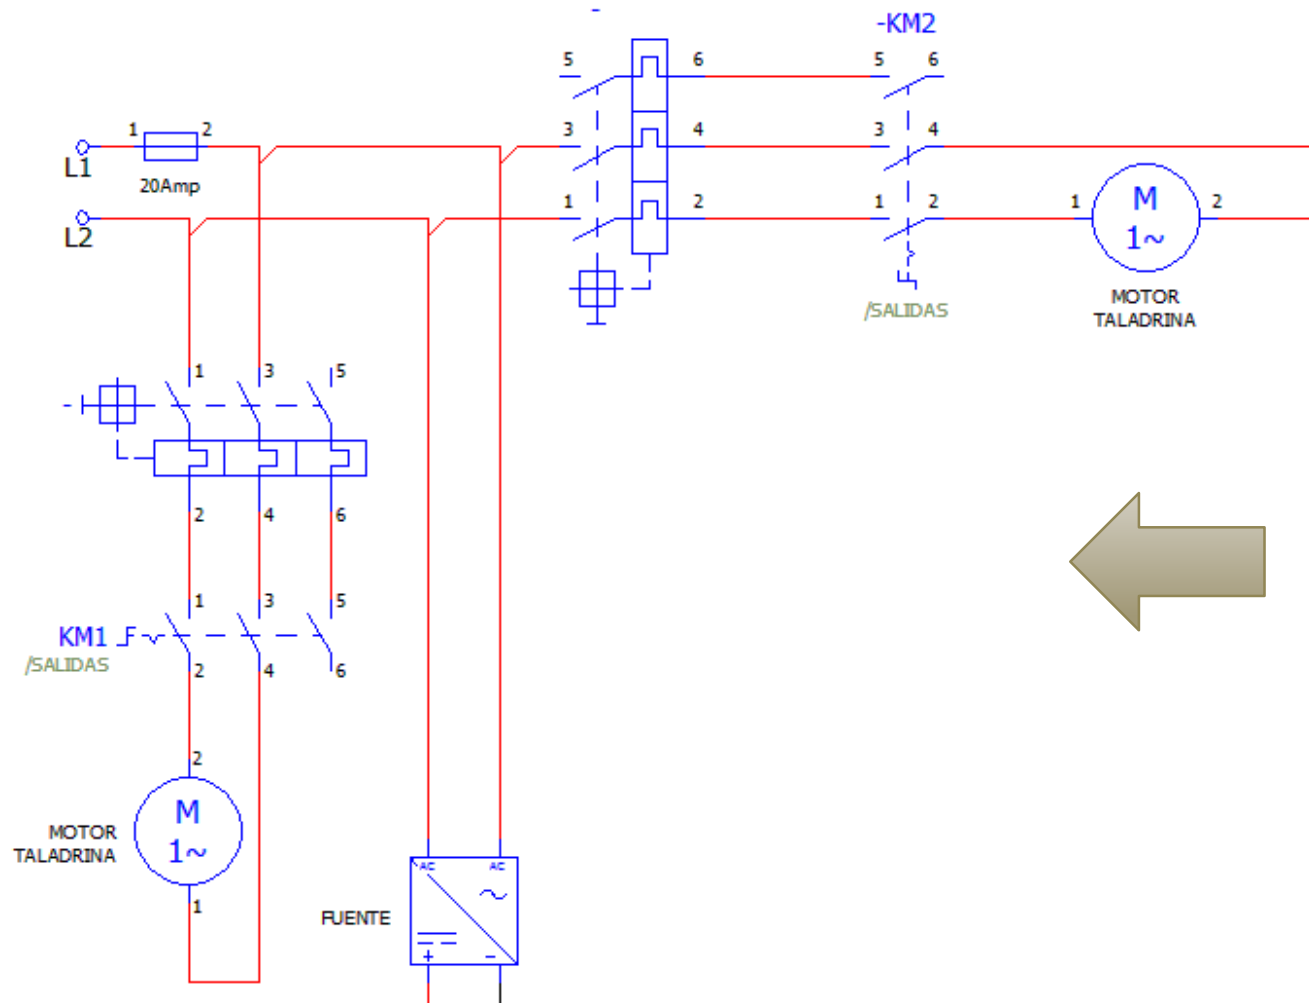 -
-KM2
5 6 5 6
1 2 3 4 3 4
L1
20Amp
1 2 1 2 1 M 2
L2
1~
/SALIDAS
MOTOR
TALADRINA
1 3 5
-
2 4 6
1 3 5
KM1
/SALIDAS
2 4 6
2
M
MOTOR
1~
TALADRINA
AC AC
1
FUENTE
+ -